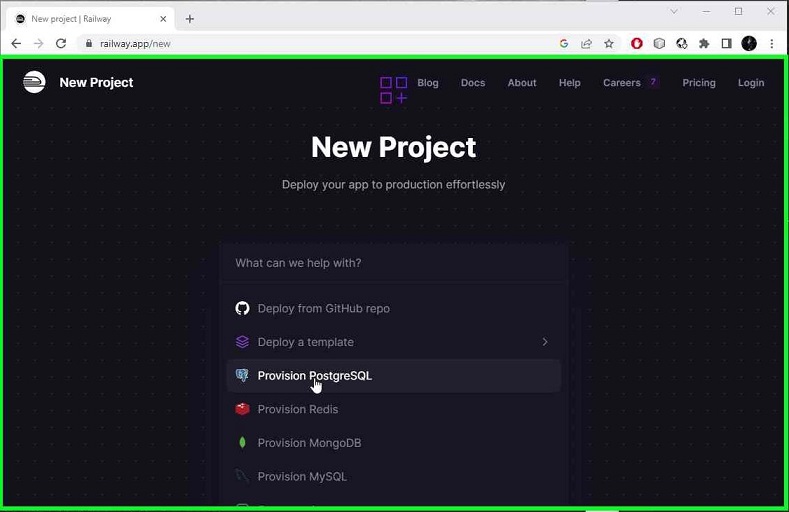 New project | Railway
railway.app/new
New Project
Blog
Docs
About
Help
Careers 7
Pricing
Login
New Project
Deploy your app to production effortlessly
What can we help with?
Deploy from GitHub repo
Deploy a template
Provision PostgreSQL
Provision Redis
Provision MongoDB
Provision MySQL